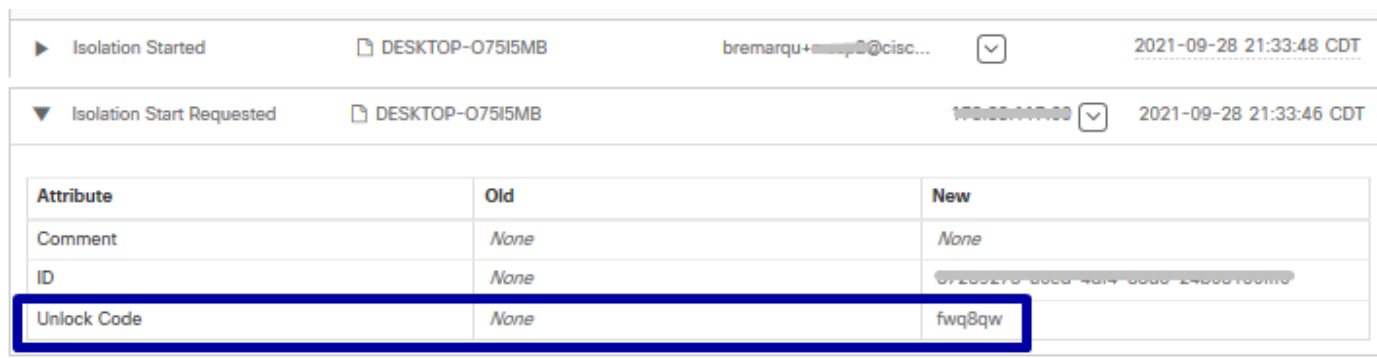 Isolation Started DESKTOP-O75I5MB bremarqu+ @cisc... 2021-09-28 21:33:48 CDT
Isolation Start Requested DESKTOP-O75I5MB 2021-09-28 21:33:46 CDT
Attribute Old New
Comment None None
ID None
Unlock Code None fwq8qw